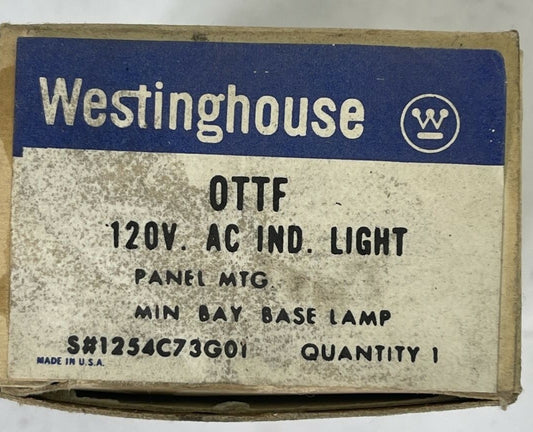 Westinghouse W
OTTF
120V. AC IND. LIGHT
PANEL MTG.
MIN BAY BASE LAMP
S#1254C73G01 QUANTITY 1
MADE IN U.S.A.